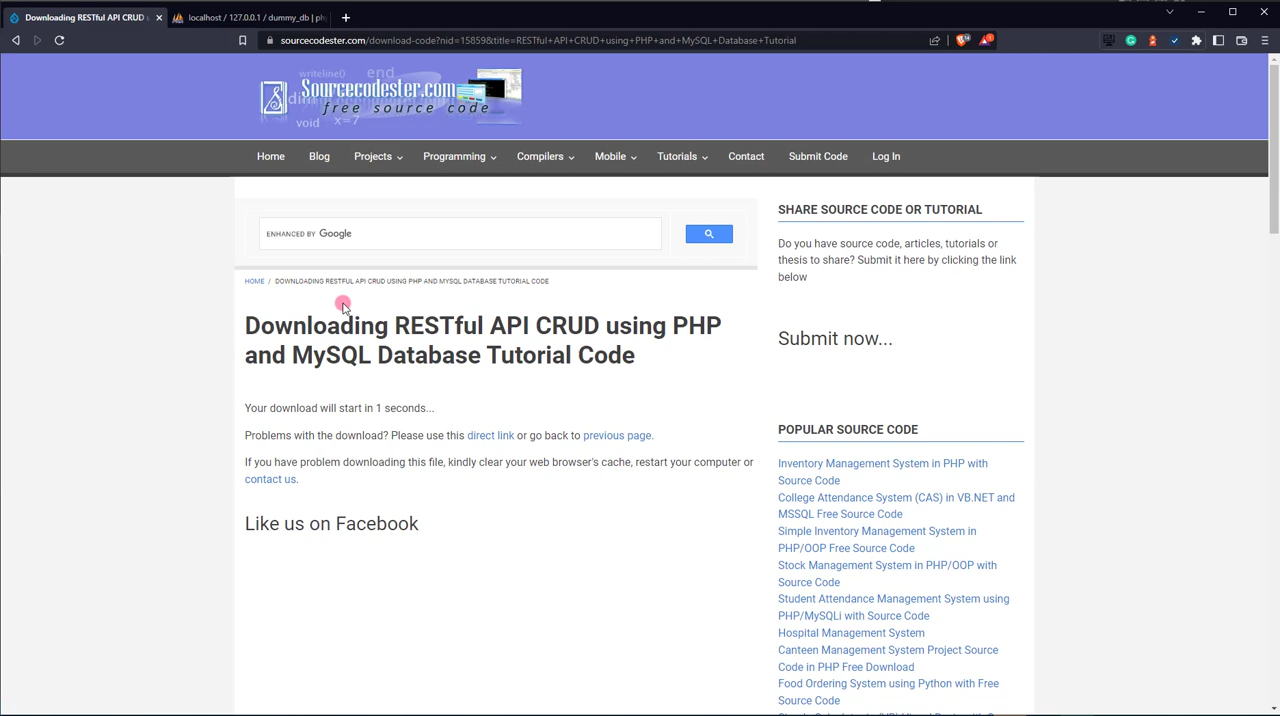 Downloading RESTful API CRUD u
localhost / 127.0.0.1 / dummy_db | ph
sourcecodester.com/download-code?nid=15859&title=RESTful+API+CRUD+using+PHP+and+MySQL+Database+Tutorial
writeline() end
Sourcecodester.com
dim
free source code
void x=7
Home Blog Projects Programming Compilers Mobile Tutorials Contact Submit Code Log In
ENHANCED BY Google
HOME / DOWNLOADING RESTFUL API CRUD USING PHP AND MYSQL DATABASE TUTORIAL CODE
Downloading RESTful API CRUD using PHP
and MySQL Database Tutorial Code
Your download will start in 1 seconds...
Problems with the download? Please use this direct link or go back to previous page.
If you have problem downloading this file, kindly clear your web browser's cache, restart your computer or
contact us.
Like us on Facebook
SHARE SOURCE CODE OR TUTORIAL
Do you have source code, articles, tutorials or
thesis to share? Submit it here by clicking the link
below
Submit now...
POPULAR SOURCE CODE
Inventory Management System in PHP with
Source Code
College Attendance System (CAS) in VB.NET and
MSSQL Free Source Code
Simple Inventory Management System in
PHP/OOP Free Source Code
Stock Management System in PHP/OOP with
Source Code
Student Attendance Management System using
PHP/MySQLi with Source Code
Hospital Management System
Canteen Management System Project Source
Code in PHP Free Download
Food Ordering System using Python with Free
Source Code